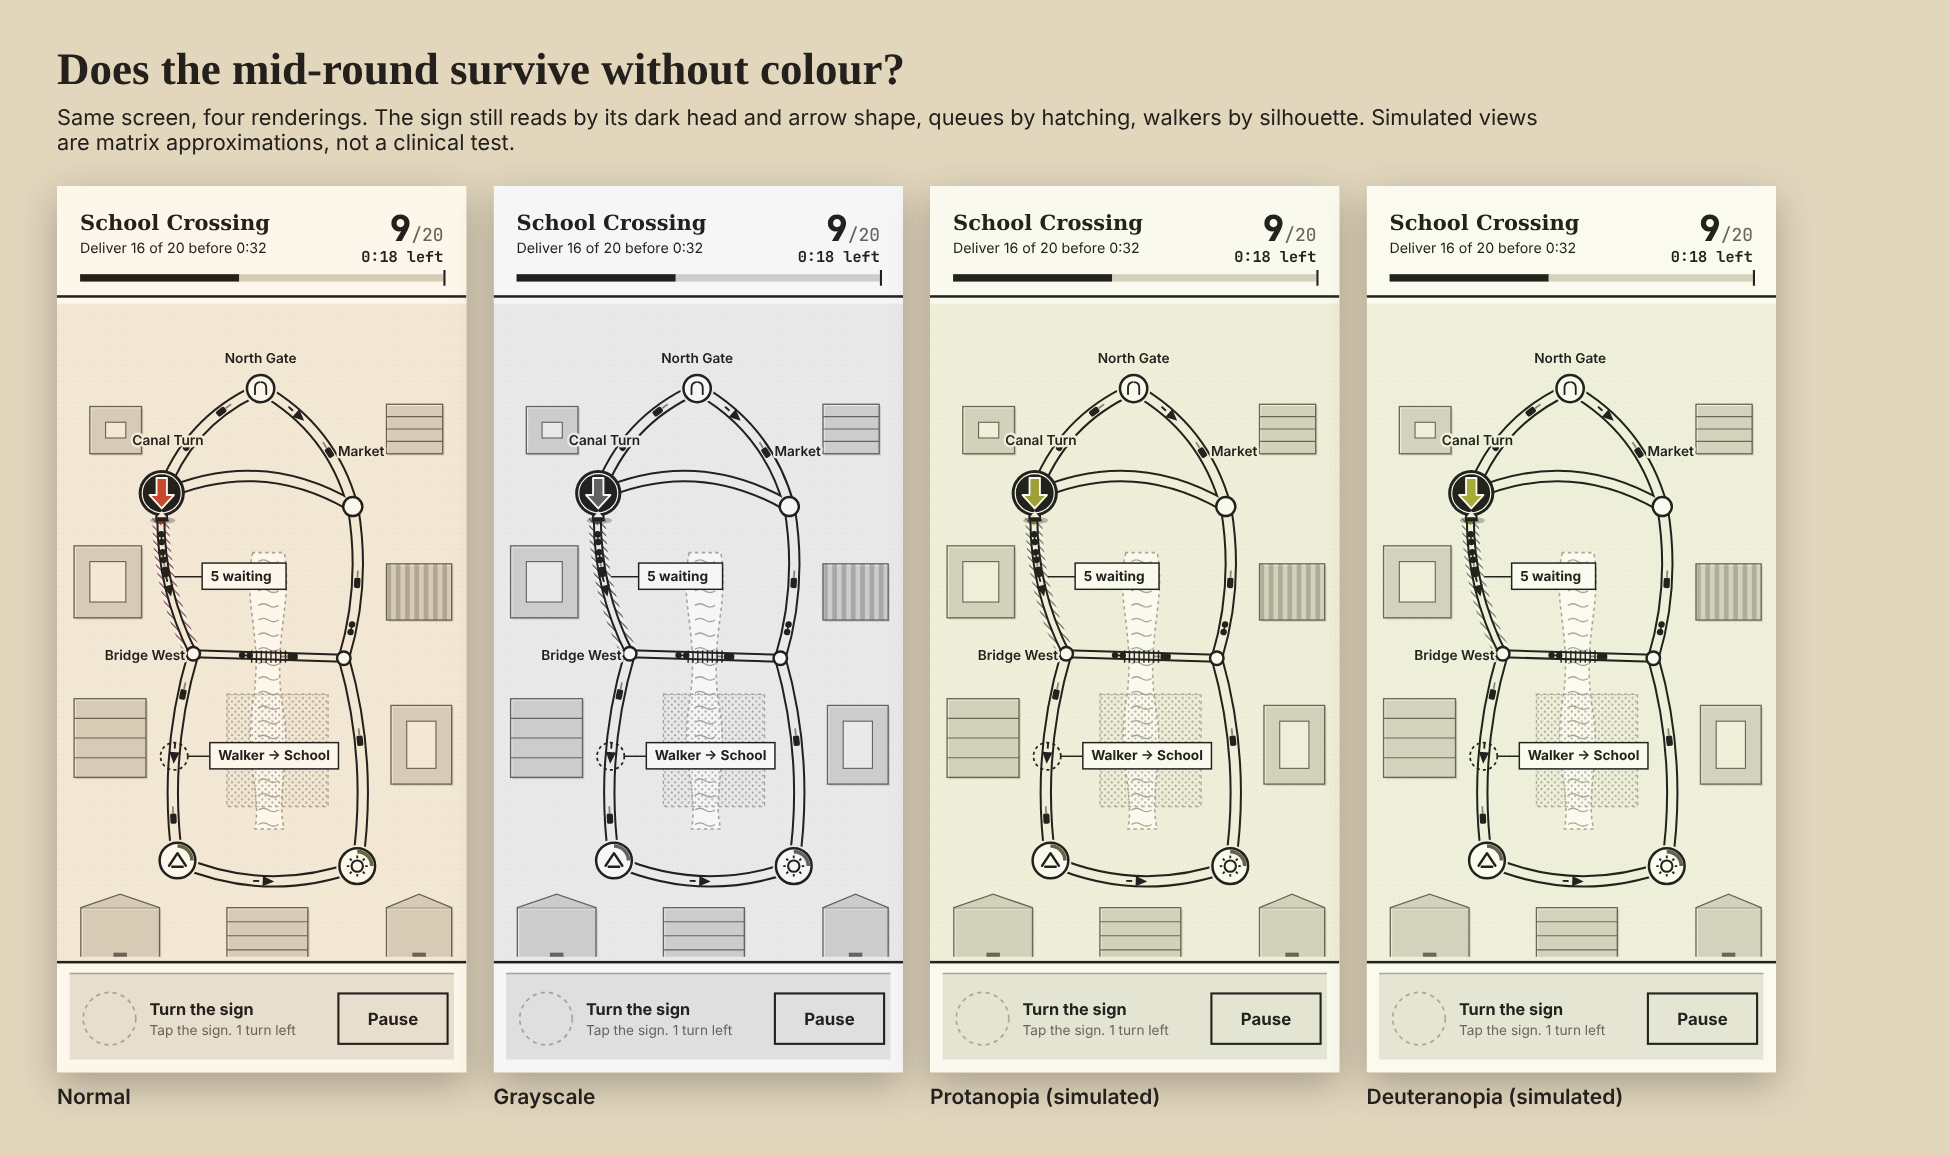 Does the mid-round survive without colour?
Same screen, four renderings. The sign still reads by its dark head and arrow shape, queues by hatching, walkers by silhouette. Simulated views
are matrix approximations, not a clinical test.
School Crossing
9/20
Deliver 16 of 20 before 0:32
0:18 left
North Gate
Canal Turn
Market
5 waiting
Bridge West
Walker → School
Turn the sign
Tap the sign. 1 turn left
Pause
Normal
School Crossing
9/20
Deliver 16 of 20 before 0:32
0:18 left
North Gate
Canal Turn
Market
5 waiting
Bridge West
Walker → School
Turn the sign
Tap the sign. 1 turn left
Pause
Grayscale
School Crossing
9/20
Deliver 16 of 20 before 0:32
0:18 left
North Gate
Canal Turn
Market
5 waiting
Bridge West
Walker → School
Turn the sign
Tap the sign. 1 turn left
Pause
Protanopia (simulated)
School Crossing
9/20
Deliver 16 of 20 before 0:32
0:18 left
North Gate
Canal Turn
Market
5 waiting
Bridge West
Walker → School
Turn the sign
Tap the sign. 1 turn left
Pause
Deuteranopia (simulated)